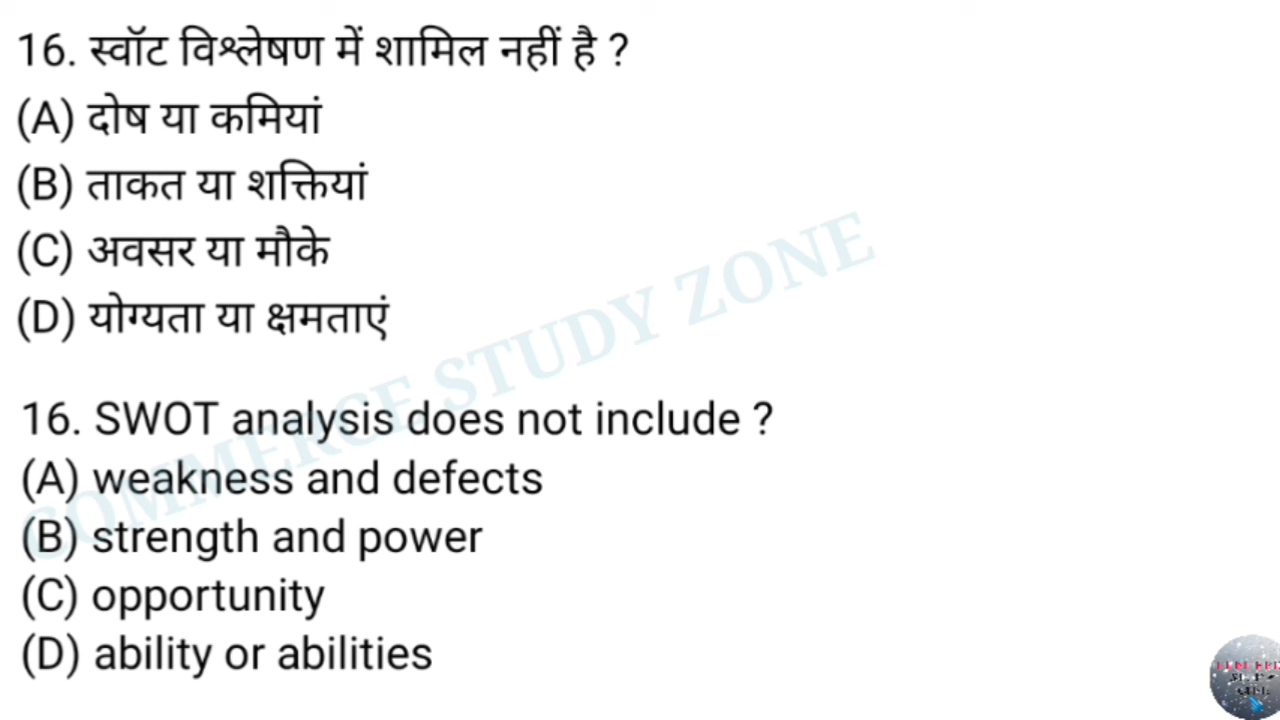 16. स्वॉट विश्लेषण में शामिल नहीं है ?
(A) दोष या कमियां
(B) ताकत या शक्तियां
(C) अवसर या मौके
(D) योग्यता या क्षमताएं
16. SWOT analysis does not include ?
(A) weakness and defects
(B) strength and power
(C) opportunity
(D) ability or abilities
COMMERCE STUDY ZONE